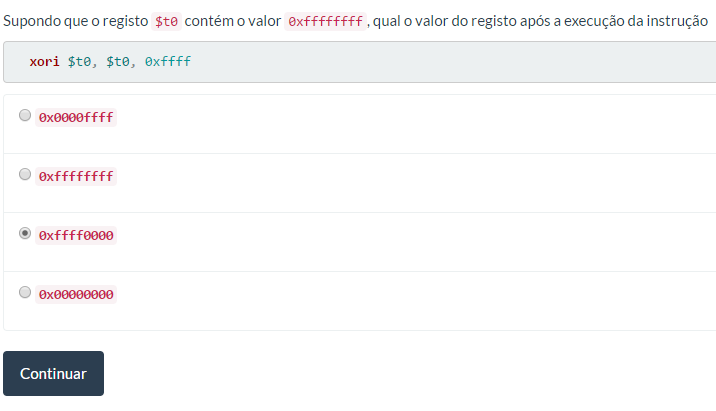 Supondo que o registo $t0 contém o valor 0xffffffff, qual o valor do registo após a execução da instrução
xori $t0, $t0, 0xffff
0x0000ffff
0xffffffff
0xffff0000
0x00000000
Continuar